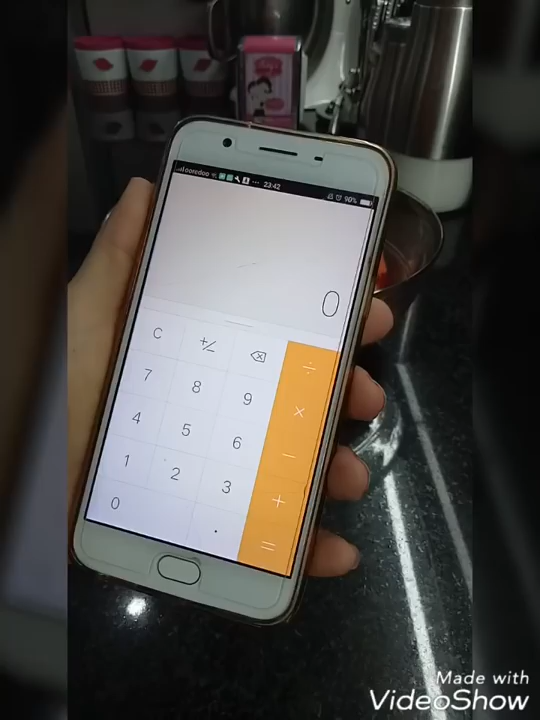 ooredoo 23:42 90%
0
C +/- ÷
7 8 9 ×
4 5 6 −
1 2 3 +
0 . =
Made with
VideoShow